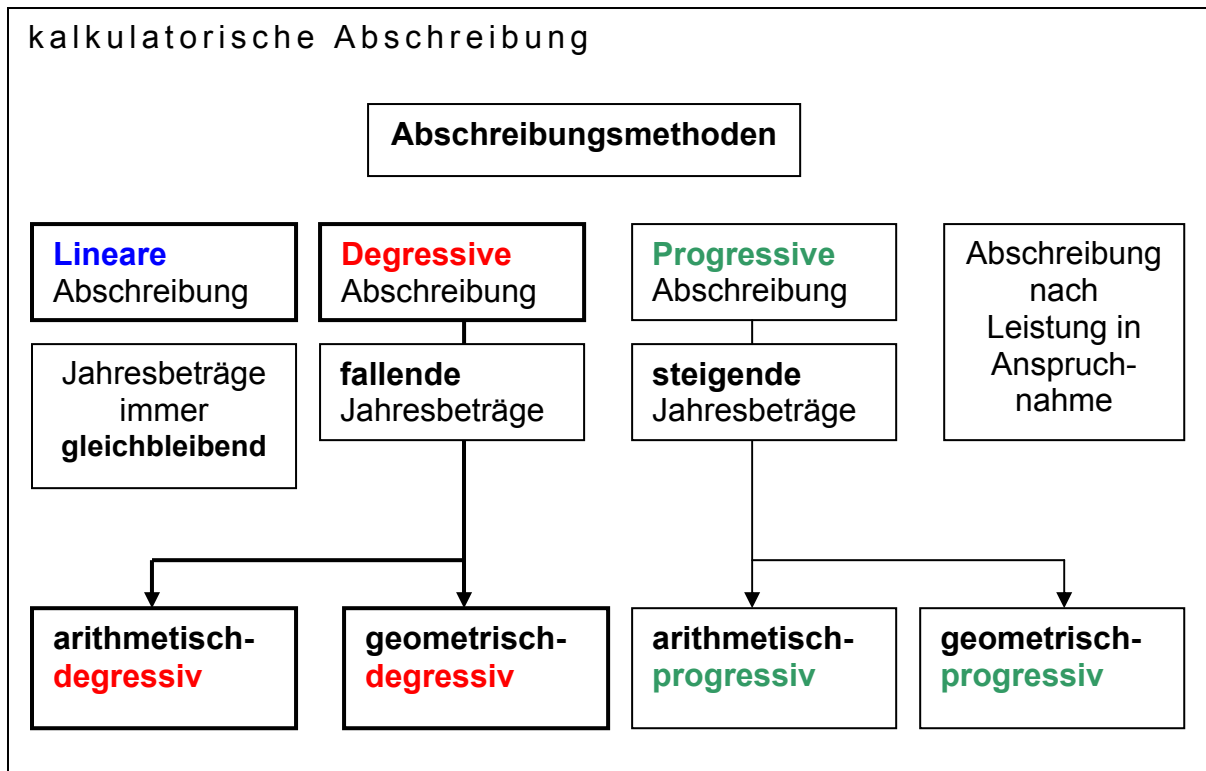 kalkulatorische Abschreibung
Abschreibungsmethoden
Lineare
Abschreibung
Jahresbeträge
immer
gleichbleibend
Degressive
Abschreibung
fallende
Jahresbeträge
Progressive
Abschreibung
steigende
Jahresbeträge
Abschreibung
nach
Leistung in
Anspruch-
nahme
arithmetisch-
degressiv
geometrisch-
degressiv
arithmetisch-
progressiv
geometrisch-
progressiv